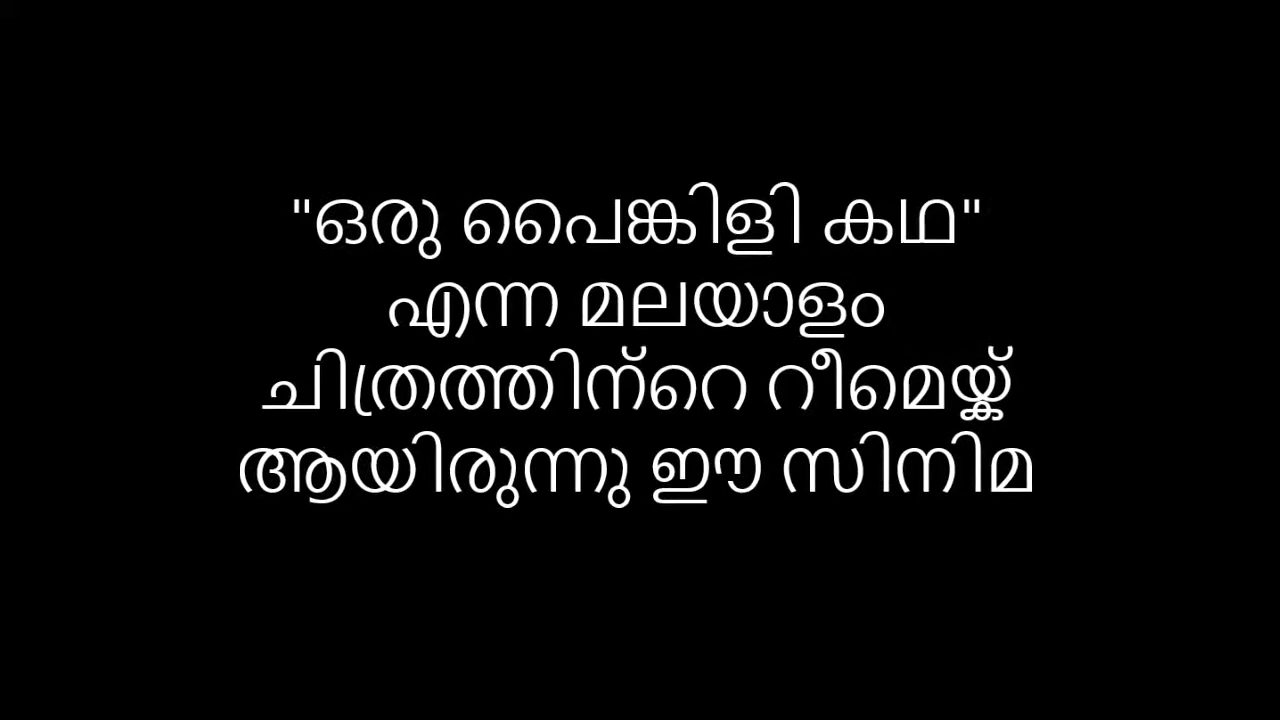 "ഒരു പൈങ്കിളി കഥ"
എന്ന മലയാളം
ചിത്രത്തിന്റെ റീമെയ്ക്
ആയിരുന്നു ഈ സിനിമ